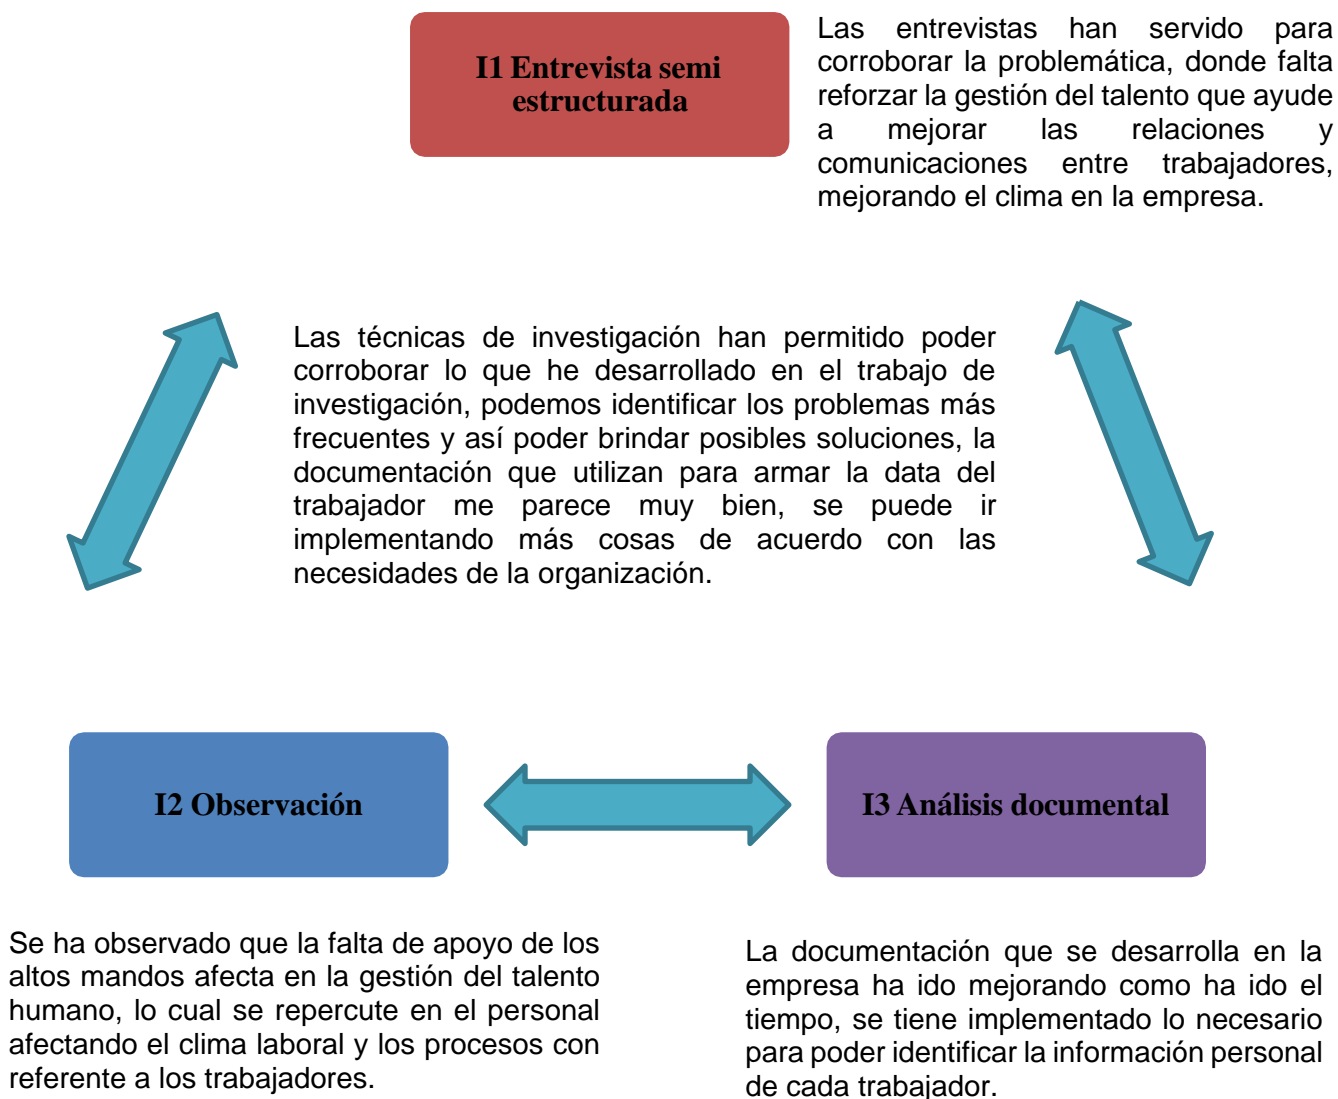 I1 Entrevista semi
estructurada
Las entrevistas han servido para
corroborar la problemática, donde falta
reforzar la gestión del talento que ayude
a mejorar las relaciones y
comunicaciones entre trabajadores,
mejorando el clima en la empresa.
Las técnicas de investigación han permitido poder
corroborar lo que he desarrollado en el trabajo de
investigación, podemos identificar los problemas más
frecuentes y así poder brindar posibles soluciones, la
documentación que utilizan para armar la data del
trabajador me parece muy bien, se puede ir
implementando más cosas de acuerdo con las
necesidades de la organización.
I2 Observación
I3 Análisis documental
Se ha observado que la falta de apoyo de los
altos mandos afecta en la gestión del talento
humano, lo cual se repercute en el personal
afectando el clima laboral y los procesos con
referente a los trabajadores.
La documentación que se desarrolla en la
empresa ha ido mejorando como ha ido el
tiempo, se tiene implementado lo necesario
para poder identificar la información personal
de cada trabajador.